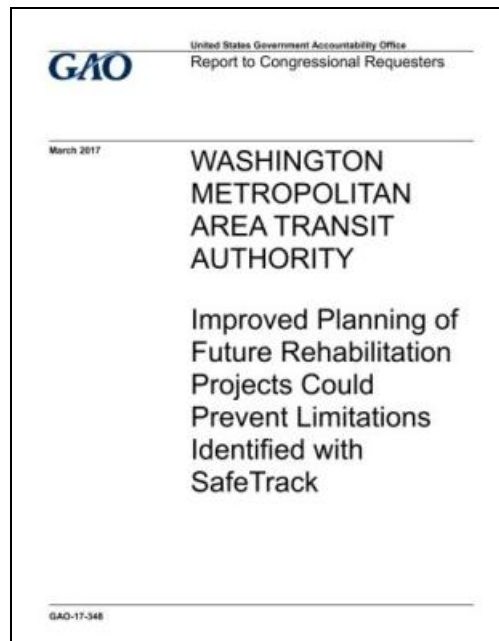 United States Government Accountability Office
GAO
Report to Congressional Requesters
March 2017
WASHINGTON
METROPOLITAN
AREA TRANSIT
AUTHORITY
Improved Planning of
Future Rehabilitation
Projects Could
Prevent Limitations
Identified with
SafeTrack
GAO-17-348